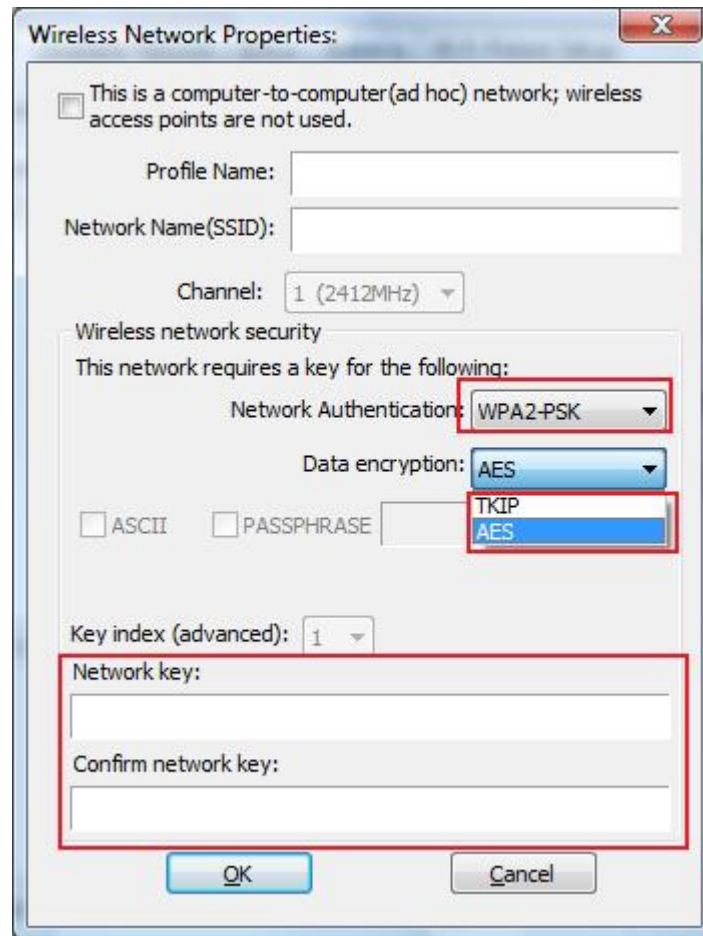 Wireless Network Properties:
This is a computer-to-computer(ad hoc) network; wireless
access points are not used.
Profile Name:
Network Name(SSID):
Channel: 1 (2412MHz)
Wireless network security
This network requires a key for the following:
Network Authentication: WPA2-PSK
Data encryption: AES
TKIP
AES
ASCII PASSPHRASE
Key index (advanced): 1
Network key:
Confirm network key:
OK Cancel